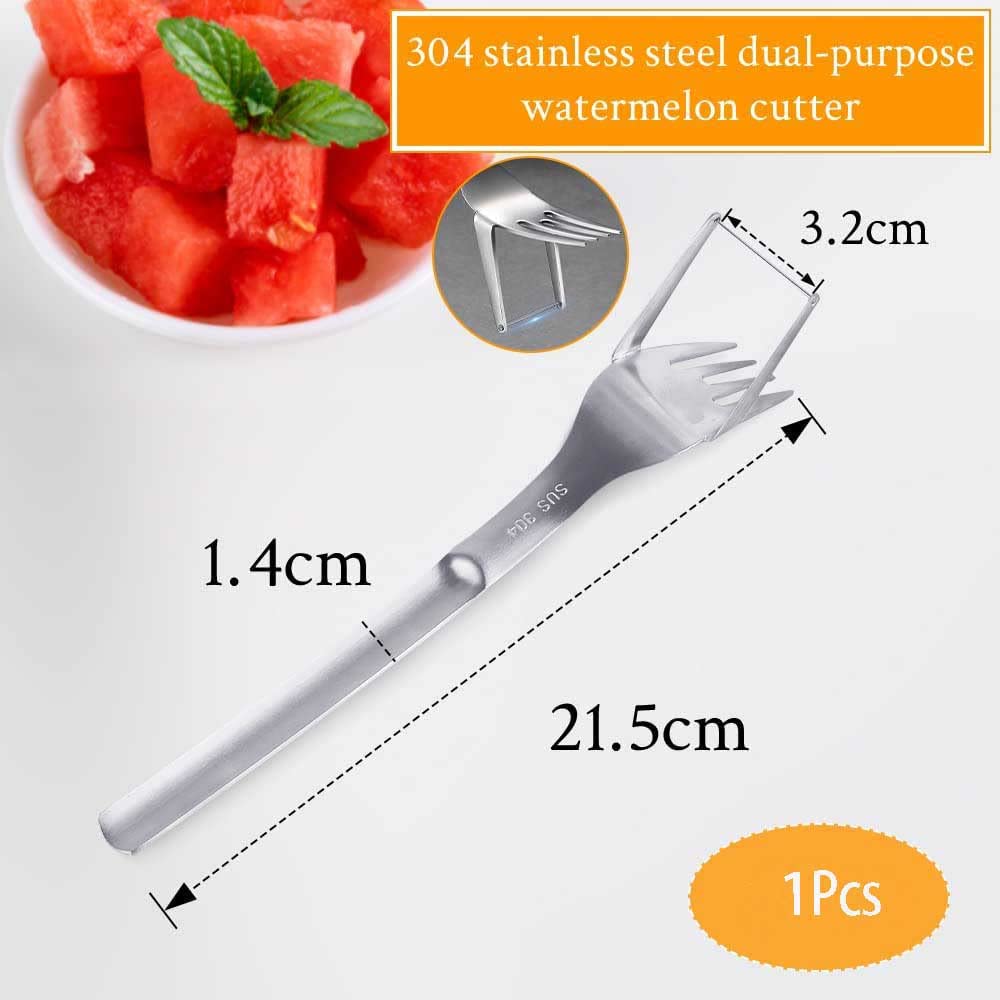 304 stainless steel dual-purpose
watermelon cutter
3.2cm
SUS 304
1.4cm
21.5cm
1Pcs